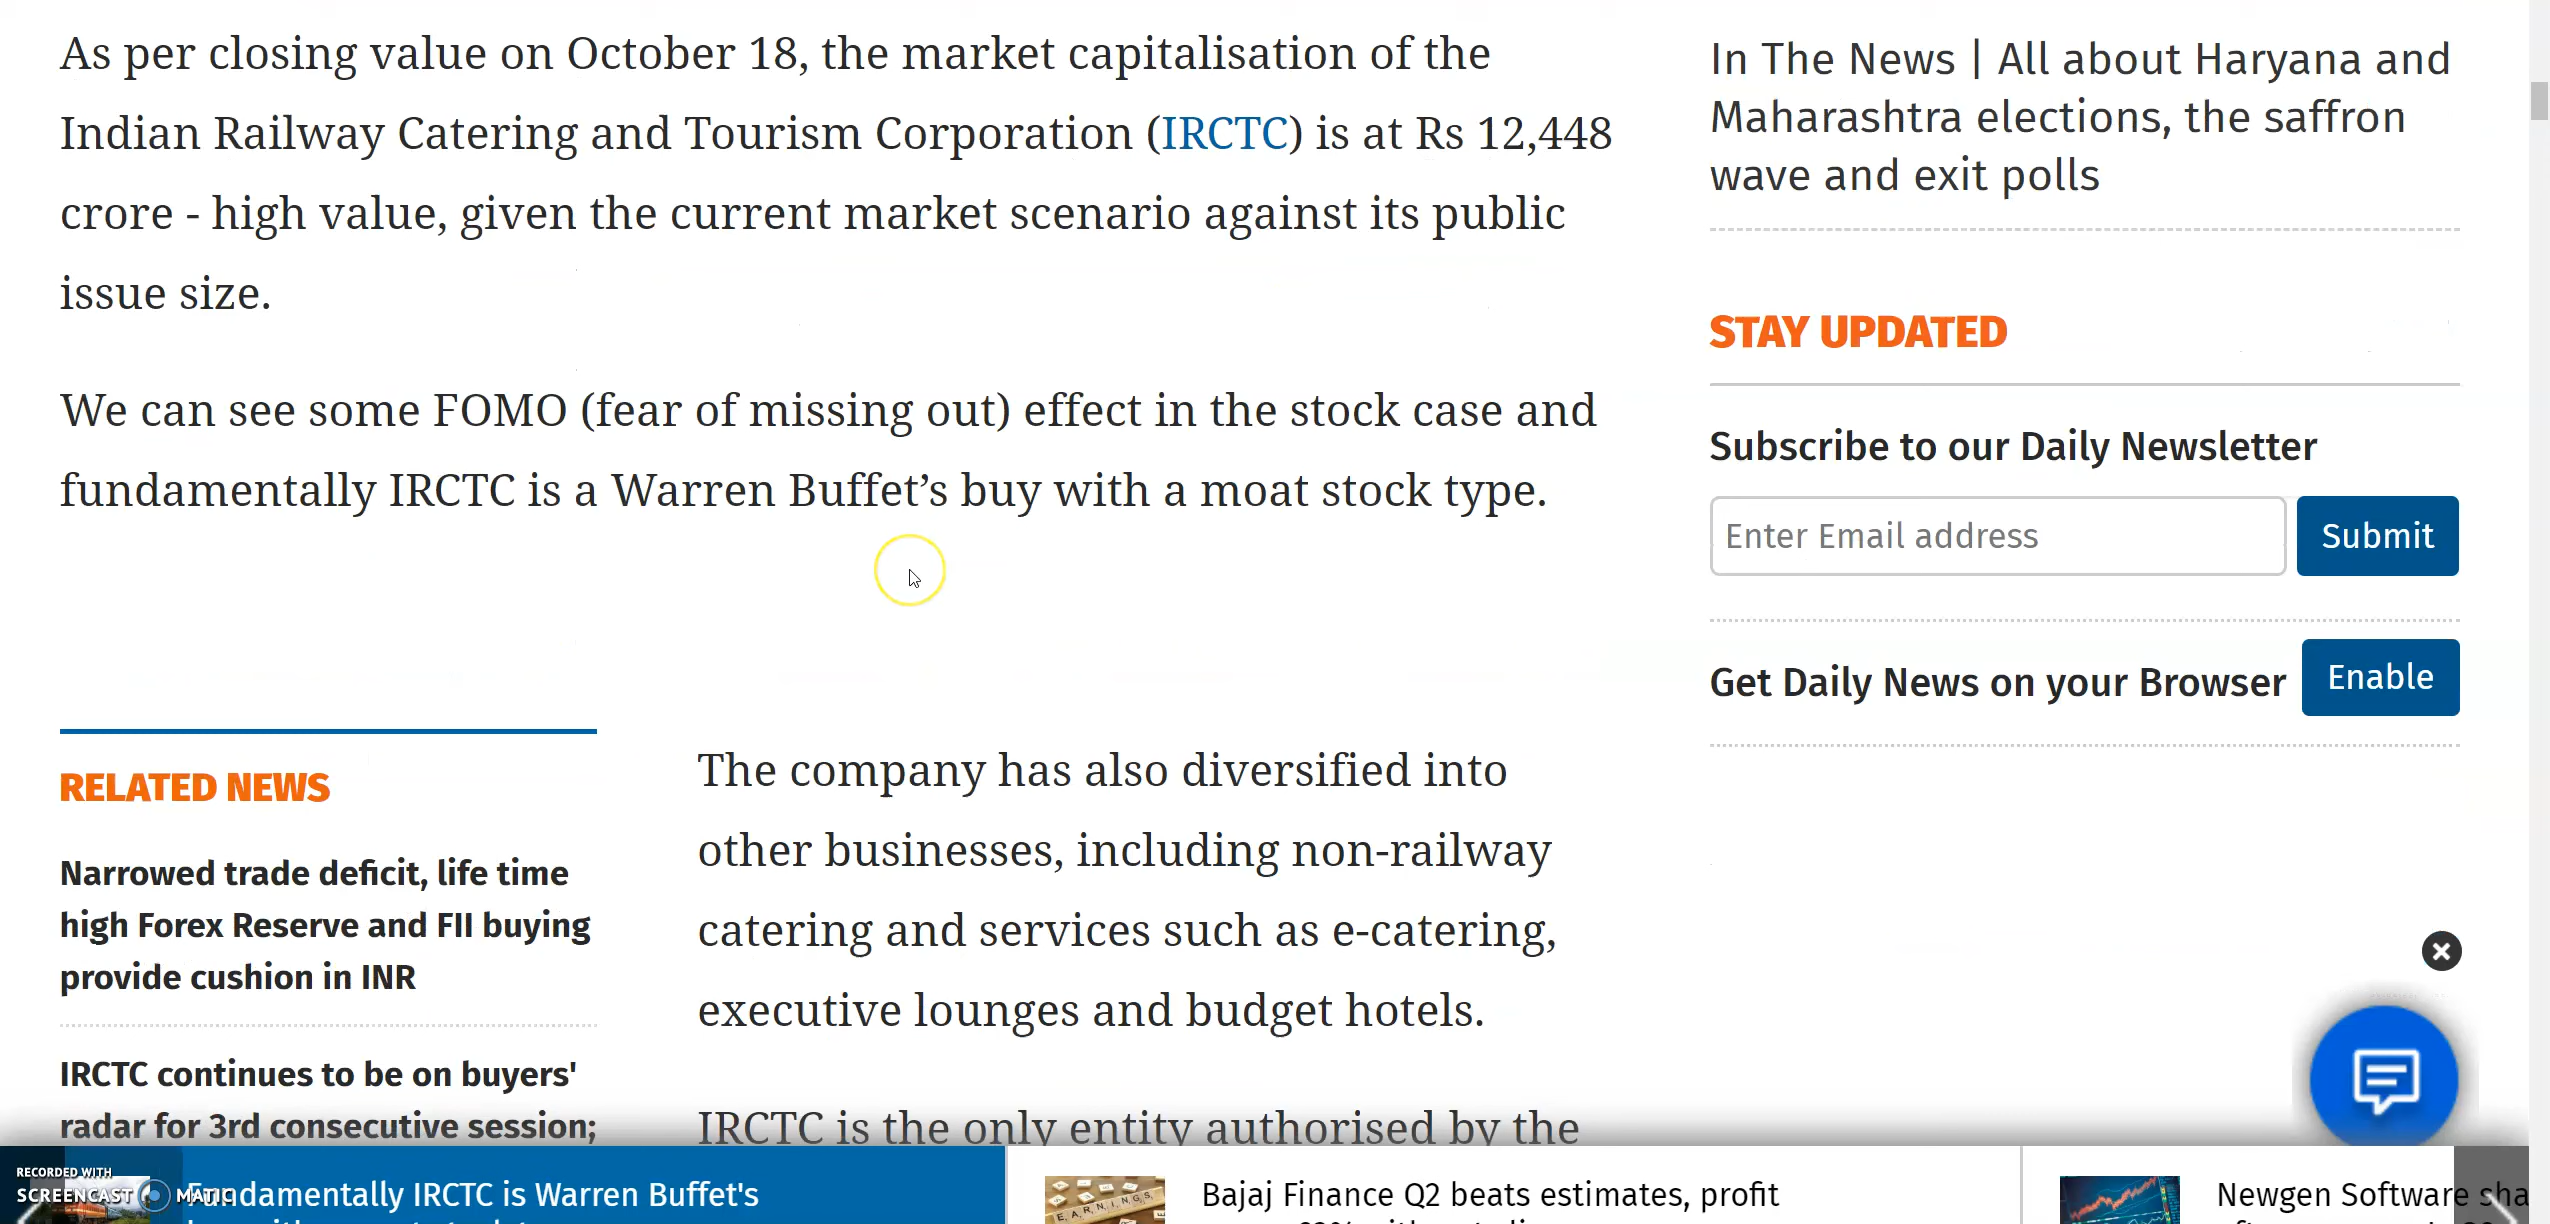 As per closing value on October 18, the market capitalisation of the
Indian Railway Catering and Tourism Corporation (IRCTC) is at Rs 12,448
crore - high value, given the current market scenario against its public
issue size.
We can see some FOMO (fear of missing out) effect in the stock case and
fundamentally IRCTC is a Warren Buffet’s buy with a moat stock type.
RELATED NEWS
Narrowed trade deficit, life time
high Forex Reserve and FII buying
provide cushion in INR
IRCTC continues to be on buyers'
radar for 3rd consecutive session;
The company has also diversified into
other businesses, including non-railway
catering and services such as e-catering,
executive lounges and budget hotels.
IRCTC is the only entity authorised by the
In The News | All about Haryana and
Maharashtra elections, the saffron
wave and exit polls
STAY UPDATED
Subscribe to our Daily Newsletter
Enter Email address
Submit
Get Daily News on your Browser
Enable
RECORDED WITH
SCREENCAST MATIC
Fundamentally IRCTC is Warren Buffet's
EARNINGS
Bajaj Finance Q2 beats estimates, profit
Newgen Software sha